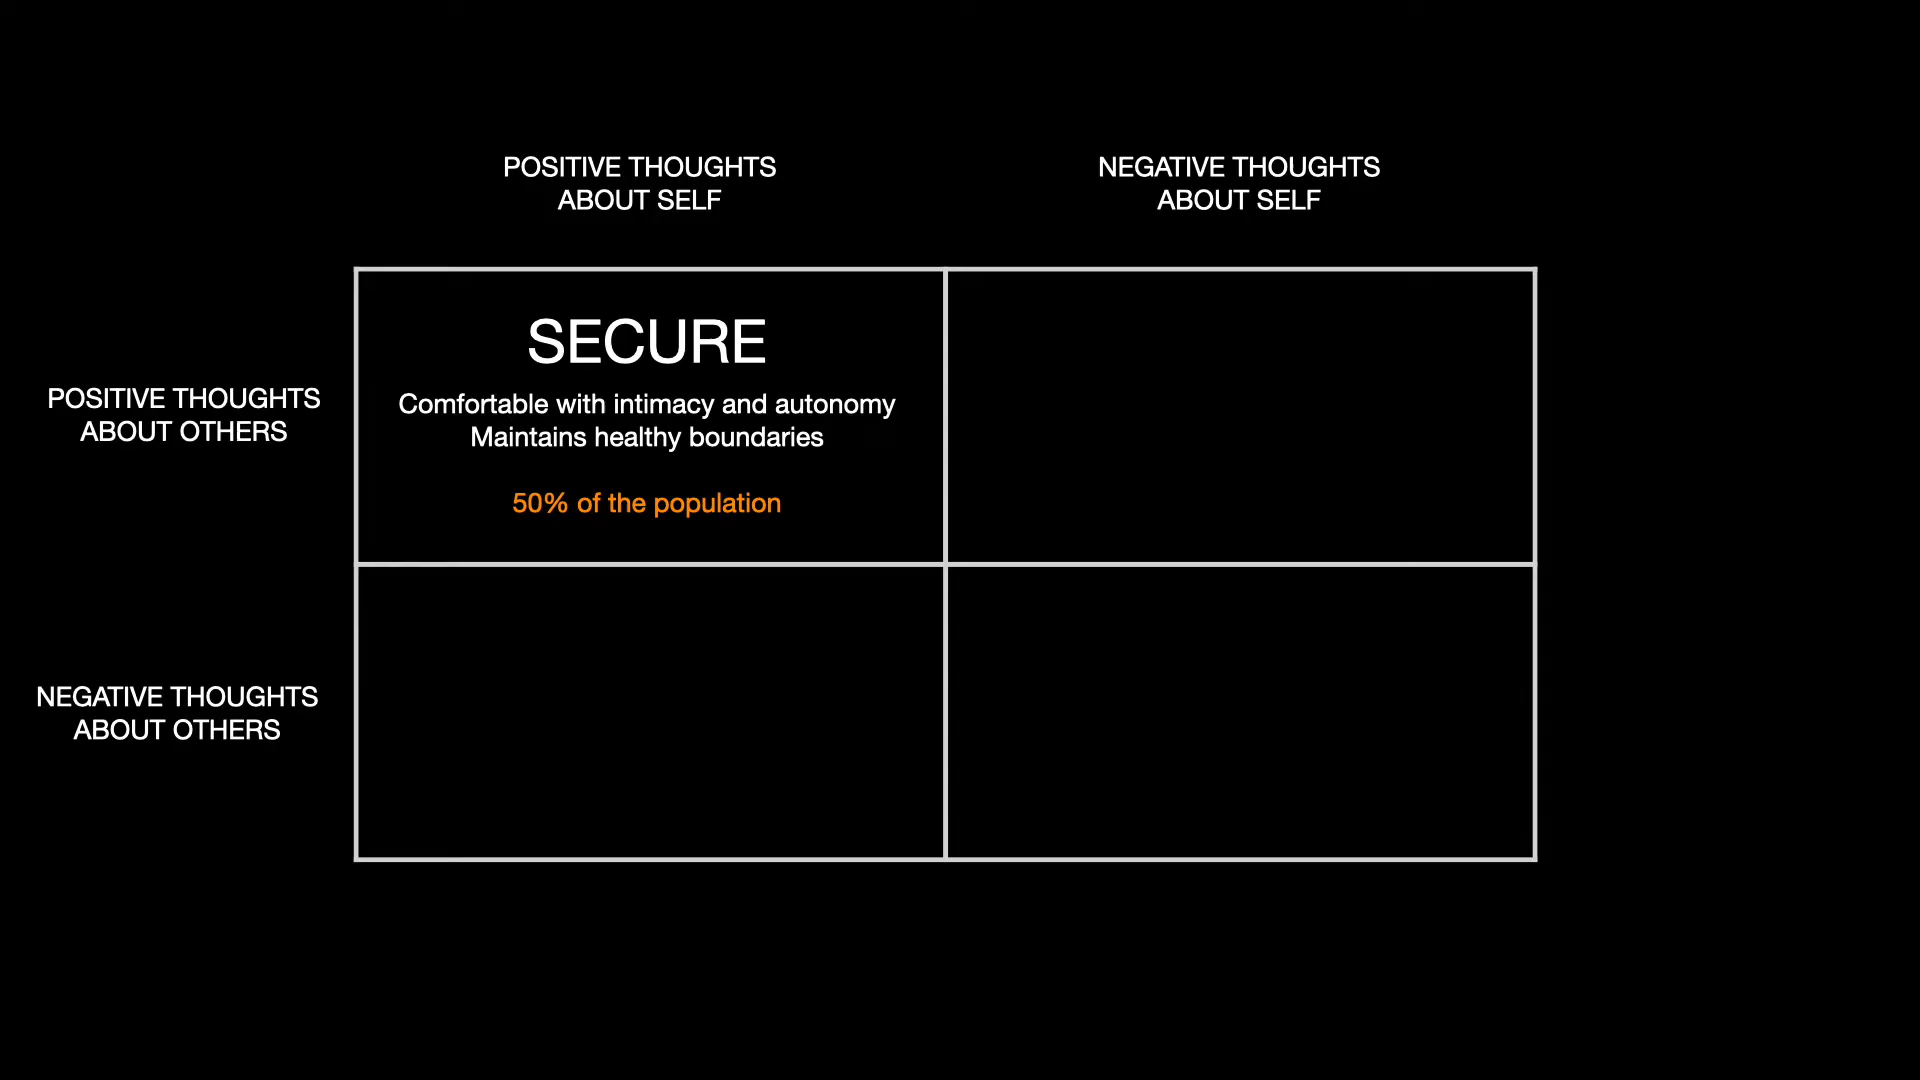 POSITIVE THOUGHTS
ABOUT SELF
NEGATIVE THOUGHTS
ABOUT SELF
POSITIVE THOUGHTS
ABOUT OTHERS
SECURE
Comfortable with intimacy and autonomy
Maintains healthy boundaries
50% of the population
NEGATIVE THOUGHTS
ABOUT OTHERS